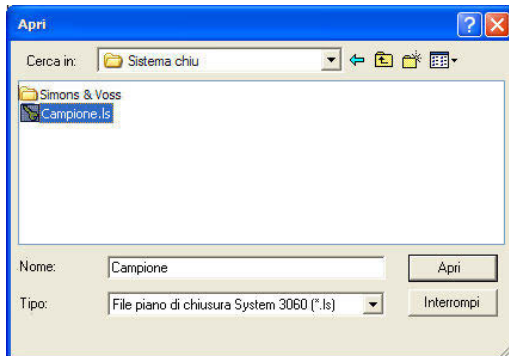 Apri
Cerca in: Sistema chiu
Simons & Voss
Campione.ls
Nome: Campione Apri
Tipo: File piano di chiusura System 3060 (*.ls) Interrompi